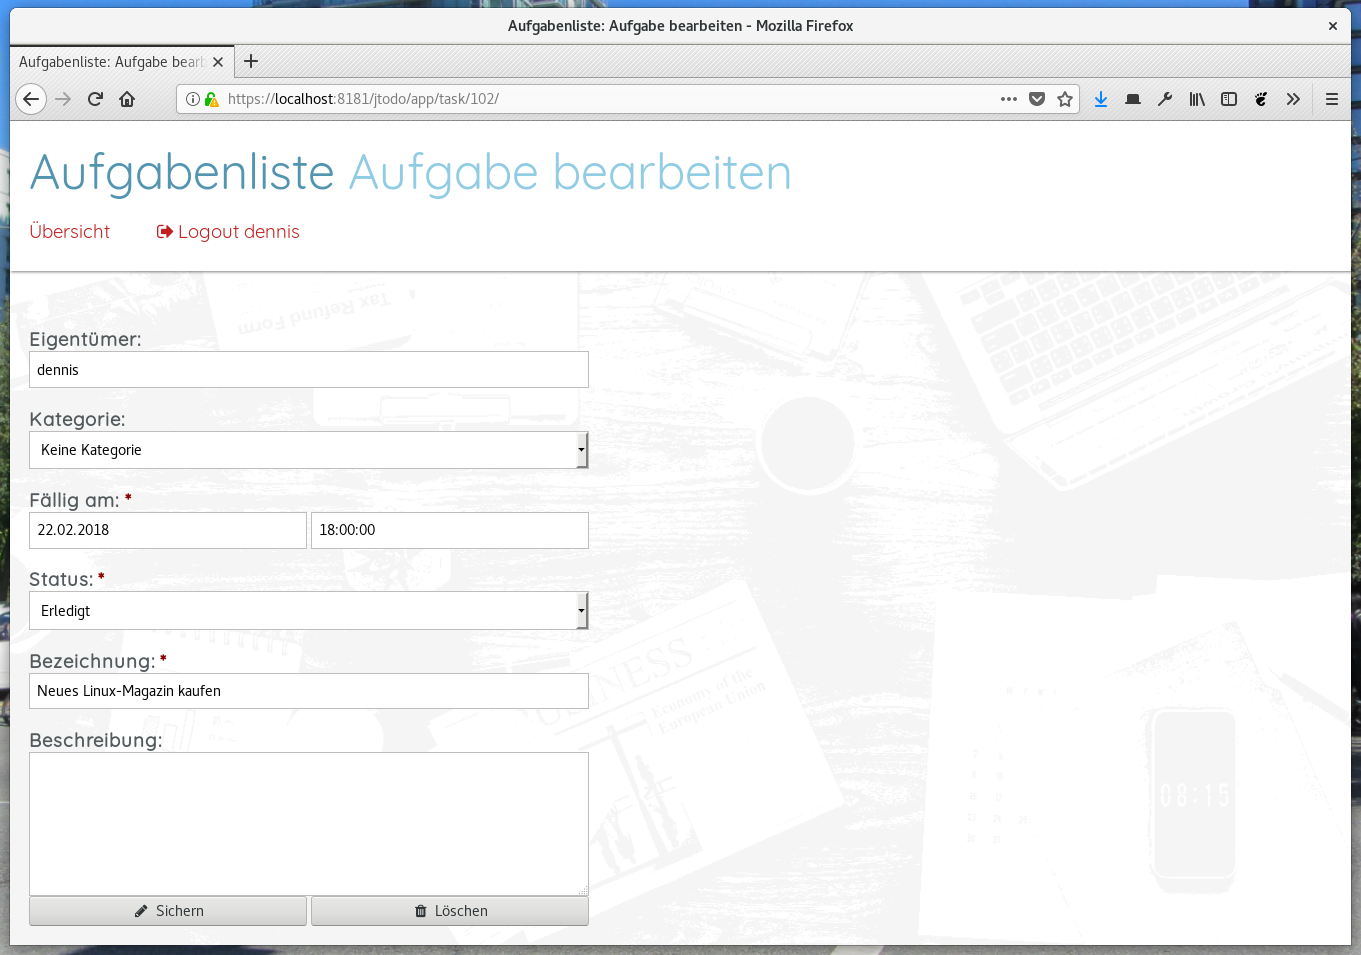 Aufgabenliste: Aufgabe bearbeiten - Mozilla Firefox
Aufgabenliste: Aufgabe bearb
https://localhost:8181/jtodo/app/task/102/
Aufgabenliste Aufgabe bearbeiten
Übersicht Logout dennis
Tax Refund Form
Eigentümer:
dennis
Kategorie:
Keine Kategorie
Fällig am: *
22.02.2018 18:00:00
Status: *
Erledigt
Bezeichnung: *
Neues Linux-Magazin kaufen
BUSINESS
Economy of the
European Union
Beschreibung:
08:15
Sichern Löschen